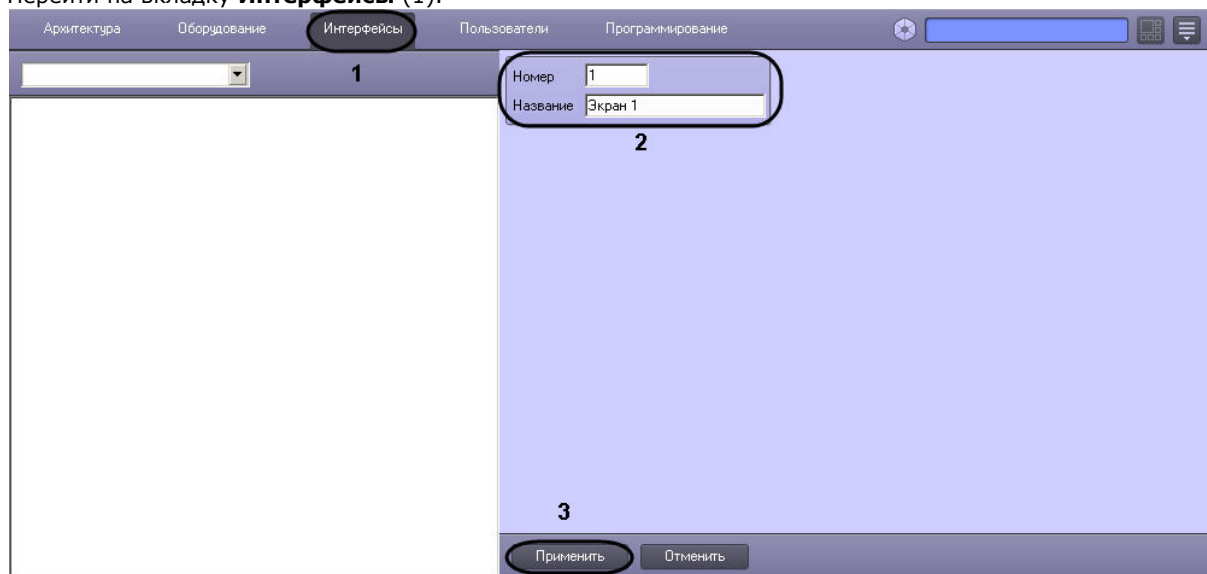 Перейти на вкладку Интерфейсы (1).
Архитектура Оборудование Интерфейсы Пользователи Программирование
1
Номер 1
Название Экран 1
2
3
Применить Отменить